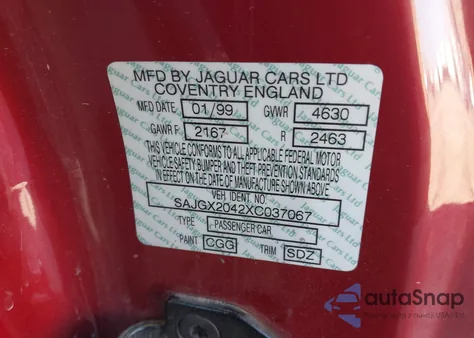 MFD BY JAGUAR CARS LTD
COVENTRY ENGLAND
MFD DATE 01/99 GVWR 4630
GAWR F 2167 R 2463
THIS VEHICLE CONFORMS TO ALL APPLICABLE FEDERAL MOTOR
VEHICLE SAFETY BUMPER AND THEFT-PREVENTION STANDARDS
IN EFFECT ON THE DATE OF MANUFACTURE SHOWN ABOVE.
VEH IDENT NO.
SAJGX2042XC037067
TYPE PASSENGER CAR
PAINT CGG TRIM SDZ
autaSnap